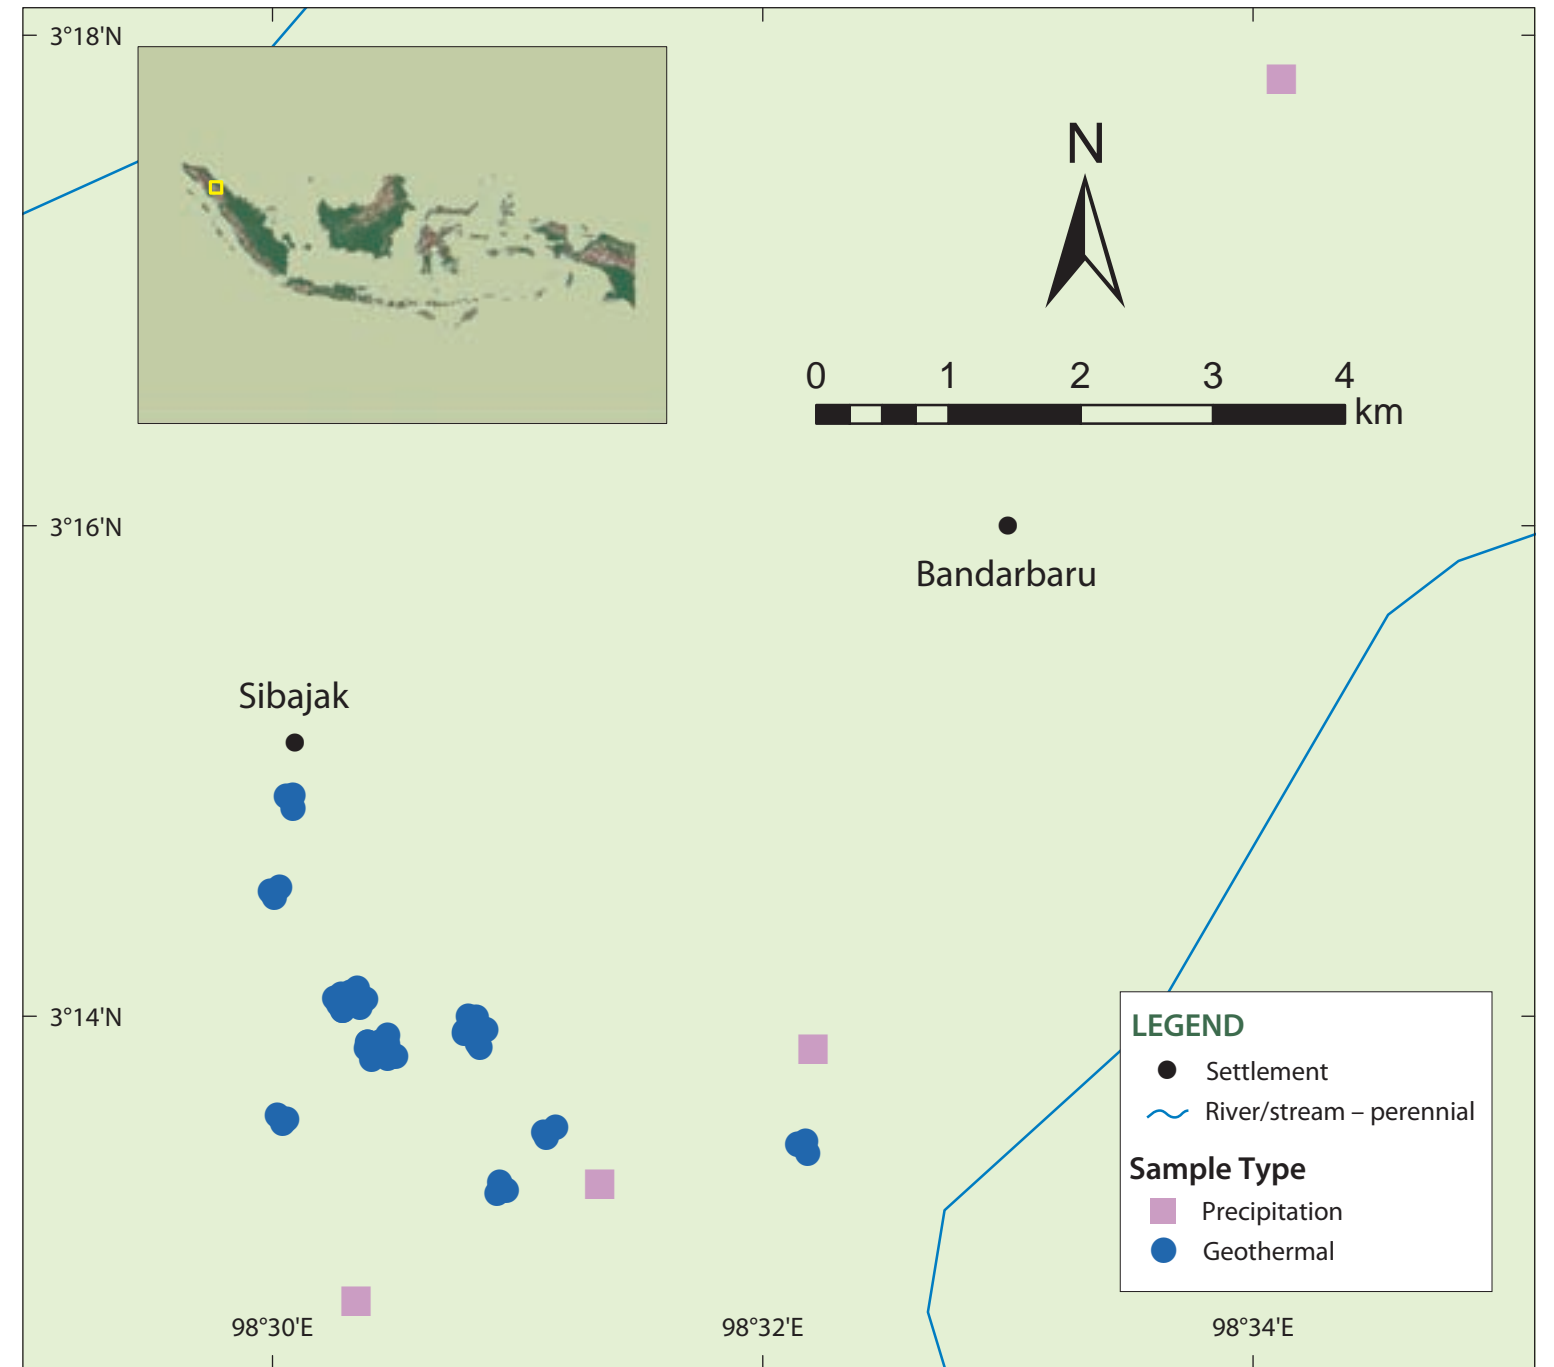 3°18'N
N
0 1 2 3 4
km
3°16'N
Bandarbaru
Sibajak
3°14'N
LEGEND
Settlement
River/stream – perennial
Sample Type
Precipitation
Geothermal
98°30'E 98°32'E 98°34'E